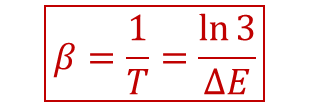 β = 1/T = ln 3/ΔE